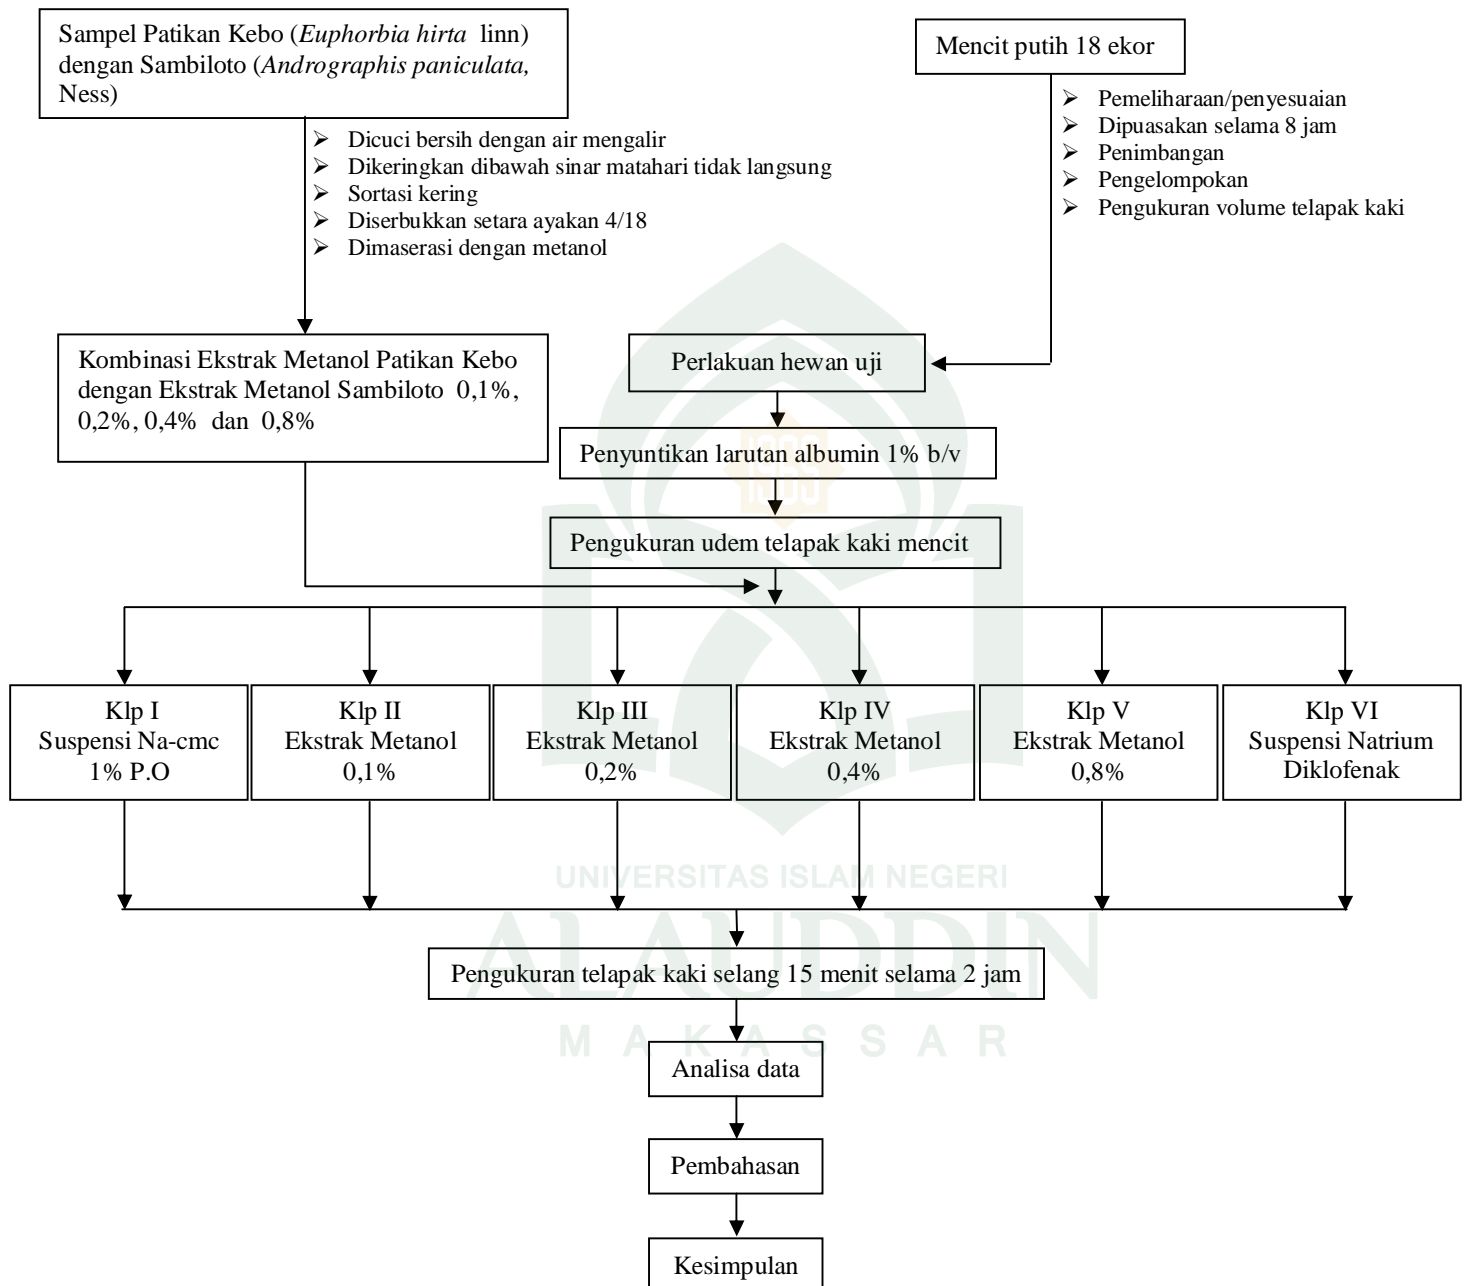 Sampel Patikan Kebo (Euphorbia hirta linn)
dengan Sambiloto (Andrographis paniculata,
Ness)
Mencit putih 18 ekor
➢ Dicuci bersih dengan air mengalir
➢ Dikeringkan dibawah sinar matahari tidak langsung
➢ Sortasi kering
➢ Diserbukkan setara ayakan 4/18
➢ Dimaserasi dengan metanol
➢ Pemeliharaan/penyesuaian
➢ Dipuasakan selama 8 jam
➢ Penimbangan
➢ Pengelompokan
➢ Pengukuran volume telapak kaki
Kombinasi Ekstrak Metanol Patikan Kebo
dengan Ekstrak Metanol Sambiloto 0,1%,
0,2%, 0,4% dan 0,8%
Perlakuan hewan uji
Penyuntikan larutan albumin 1% b/v
1965
Pengukuran udem telapak kaki mencit
Klp I
Suspensi Na-cmc
1% P.O
Klp II
Ekstrak Metanol
0,1%
Klp III
Ekstrak Metanol
0,2%
Klp IV
Ekstrak Metanol
0,4%
Klp V
Ekstrak Metanol
0,8%
Klp VI
Suspensi Natrium
Diklofenak
UNIVERSITAS ISLAM NEGERI
ALAUDDIN
MAKASSAR
Pengukuran telapak kaki selang 15 menit selama 2 jam
Analisa data
Pembahasan
Kesimpulan